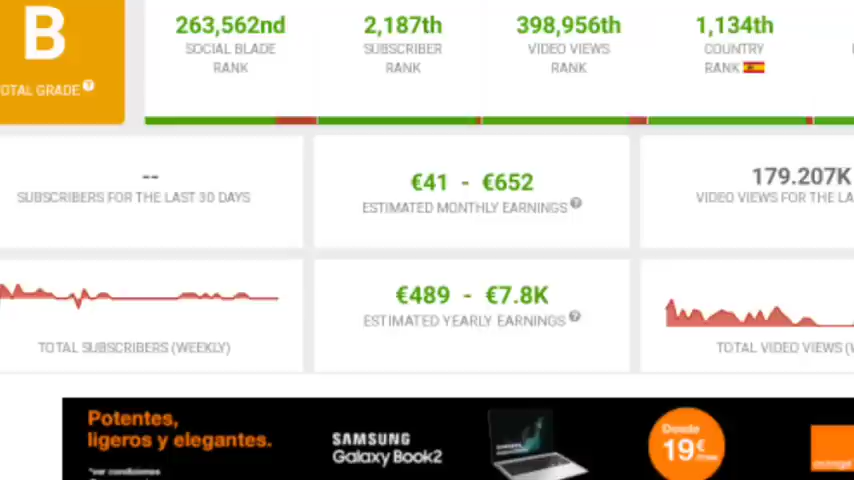 B
TOTAL GRADE
263,562nd
SOCIAL BLADE
RANK
2,187th
SUBSCRIBER
RANK
398,956th
VIDEO VIEWS
RANK
1,134th
COUNTRY
RANK
--
SUBSCRIBERS FOR THE LAST 30 DAYS
€41 - €652
ESTIMATED MONTHLY EARNINGS
179.207K
VIDEO VIEWS FOR THE LA
TOTAL SUBSCRIBERS (WEEKLY)
€489 - €7.8K
ESTIMATED YEARLY EARNINGS
TOTAL VIDEO VIEWS (W
Potentes,
ligeros y elegantes.
*ver condiciones
SAMSUNG
Galaxy Book2
Desde
19€